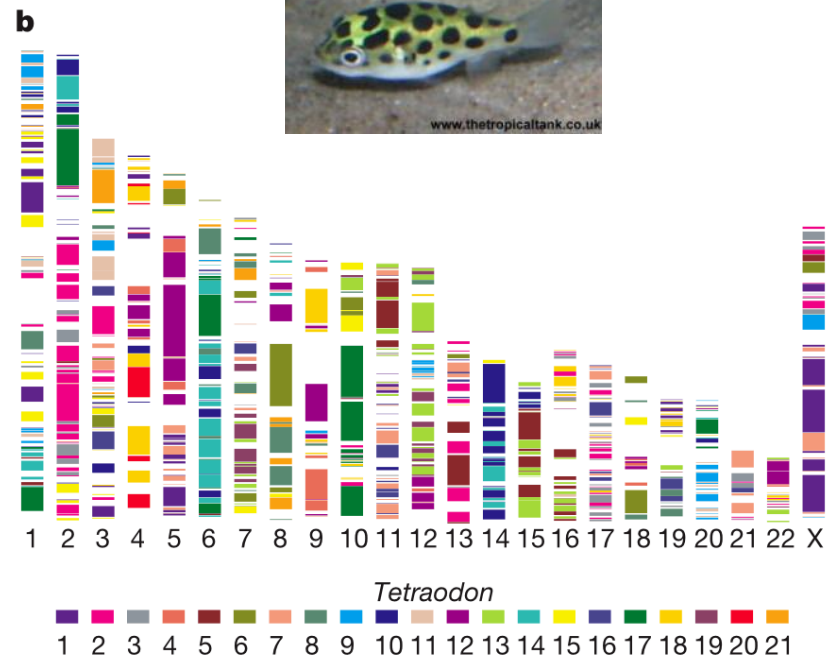 b
www.thetropicaltank.co.uk
1 2 3 4 5 6 7 8 9 10 11 12 13 14 15 16 17 18 19 20 21 22 X
Tetraodon
1 2 3 4 5 6 7 8 9 10 11 12 13 14 15 16 17 18 19 20 21